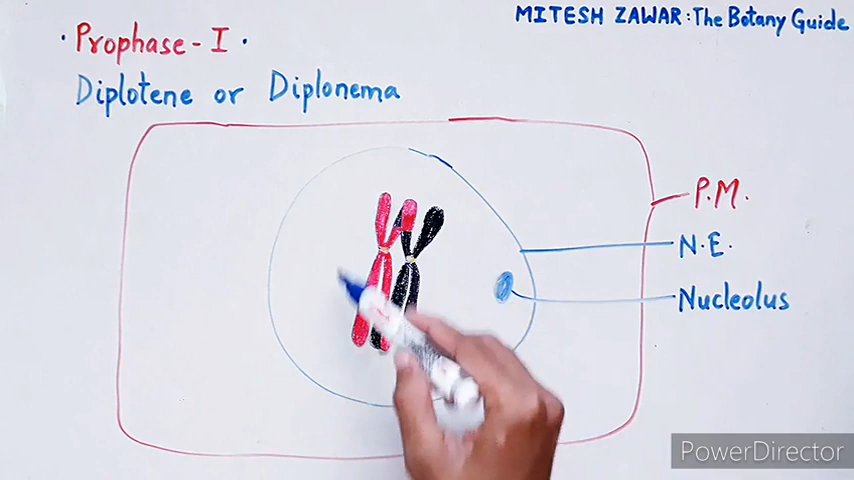 MITESH ZAWAR: The Botany Guide
· Prophase - I ·
Diplotene or Diplonema
P.M.
N.E.
Nucleolus
PowerDirector